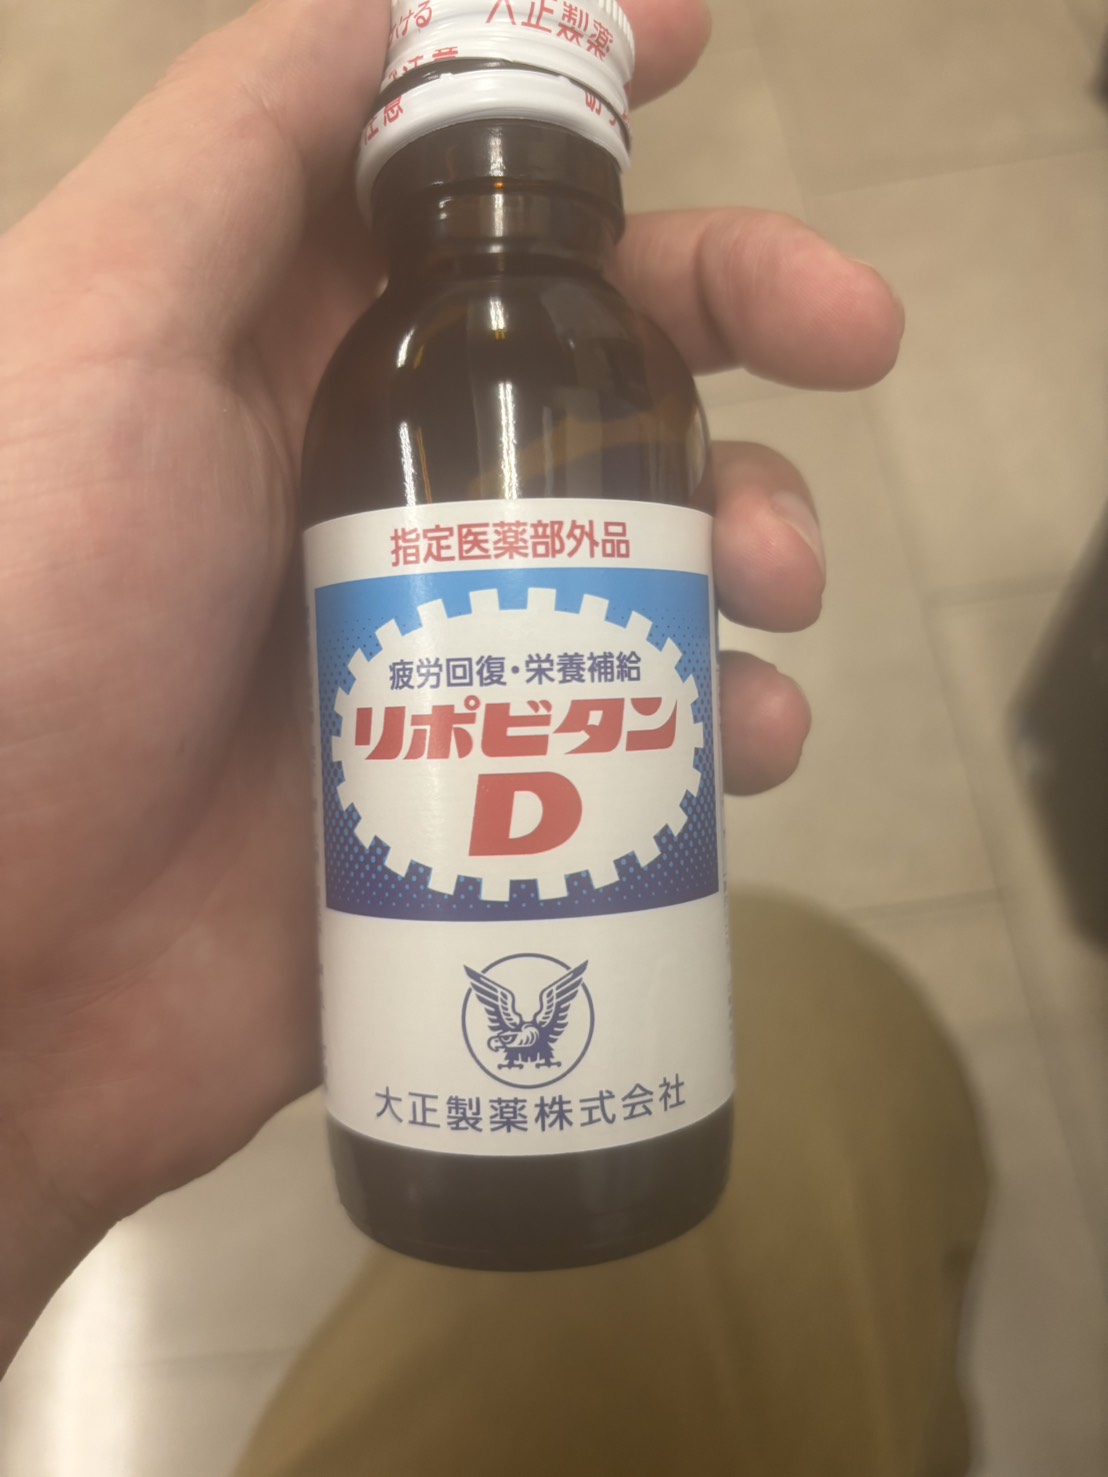 大正製薬
指定医薬部外品
疲労回復・栄養補給
リポビタン
D
大正製薬株式会社